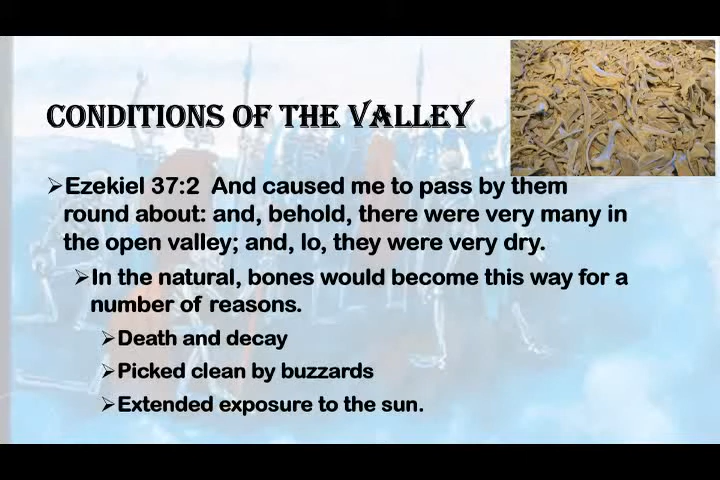 CONDITIONS OF THE VALLEY
Ezekiel 37:2 And caused me to pass by them
round about: and, behold, there were very many in
the open valley; and, lo, they were very dry.
In the natural, bones would become this way for a
number of reasons.
Death and decay
Picked clean by buzzards
Extended exposure to the sun.